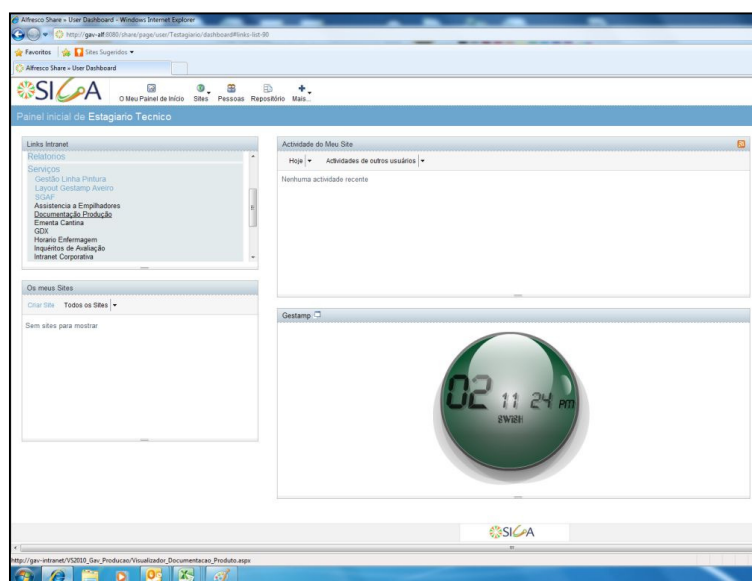 Alfresco Share » User Dashboard - Windows Internet Explorer
http://gav-alf:8080/share/page/user/Testagiario/dashboard#links-list-80
Favorites Sites Sugeridos
Alfresco Share » User Dashboard
O Meu Painel de Início Sites Pessoas Repositório Mais...
Painel inicial de Estagiario Tecnico
Links Intranet
Relatorios
Serviços
Gestão Linha Pintura
Layout Gestamp Aveiro
SGAF
Assistencia a Empilhadores
Documentação Produção
Ementa Cantina
GDX
Horario Enfermagem
Inquéritos de Avaliação
Intranet Corporativa
Actividade do Meu Site
Hoje Actividades de outros usuários
Nenhuma actividade recente
Os meus Sites
Criar Site Todos os Sites
Sem sites para mostrar
Gestamp
02 11 24 PM
SWISH
http://gav-intranet/VS2010_Gav_Producao/Visualizador_Documentacao_Produto.aspx